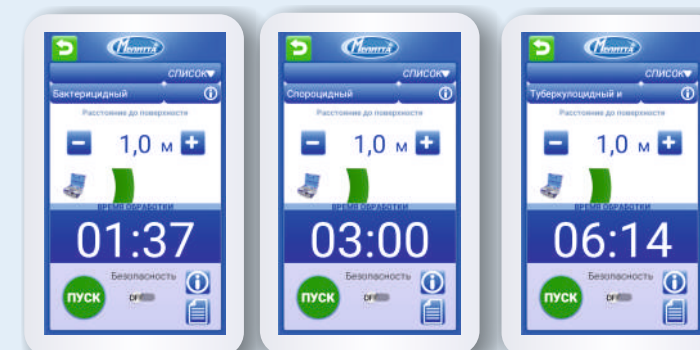 Мелитта
СПИСОК▼
Бактерицидный
Расстояние до поверхности
1,0 м
ВРЕМЯ ОБРАБОТКИ
01:37
Безопасность
ПУСК
OFF
Мелитта
СПИСОК▼
Спороцидный
Расстояние до поверхности
1,0 м
ВРЕМЯ ОБРАБОТКИ
03:00
Безопасность
ПУСК
OFF
Мелитта
СПИСОК▼
Туберкулоцидный и
Расстояние до поверхности
1,0 м
ВРЕМЯ ОБРАБОТКИ
06:14
Безопасность
ПУСК
OFF